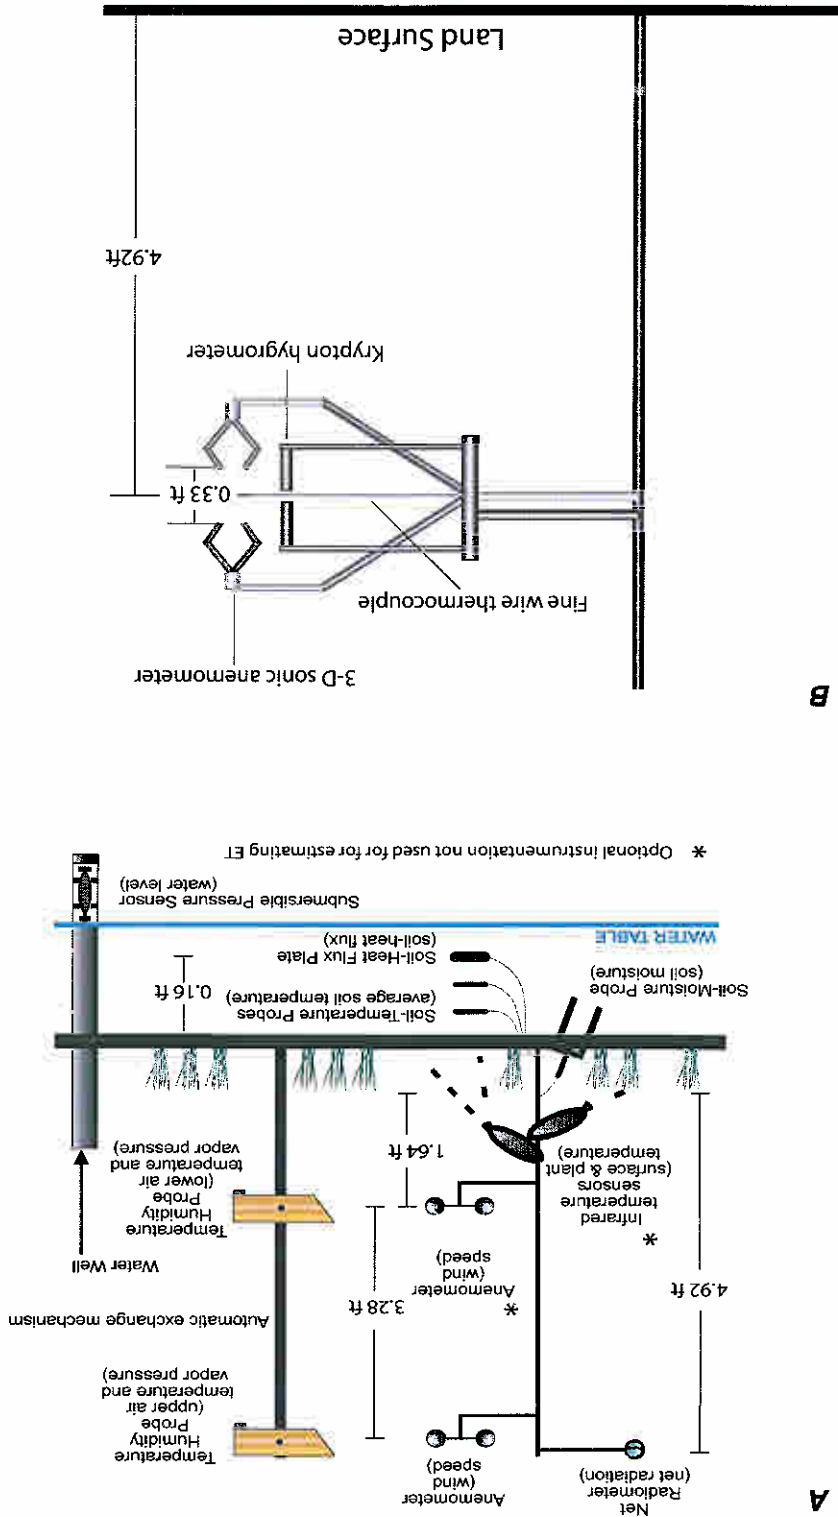 A
Net
Radiometer
(net radiation)
Anemometer
(wind
speed)
Temperature
Humidity
Probe
(upper air
temperature and
vapor pressure)
4.92 ft
*
Infrared
temperature
sensors
(surface & plant
temperature)
3.28 ft
*
Anemometer
(wind
speed)
1.64 ft
Automatic exchange mechanism
Temperature
Humidity
Probe
(lower air
temperature and
vapor pressure)
Water Well
Soil-Moisture Probe
(soil moisture)
Soil-Temperature Probes
(average soil temperature)
Soil-Heat Flux Plate
(soil-heat flux)
0.16 ft
WATER TABLE
Submersible Pressure Sensor
(water level)
* Optional instrumentation not used for for estimating ET
B
3-D sonic anemometer
Fine wire thermocouple
0.33 ft
Krypton hygrometer
4.92ft
Land Surface